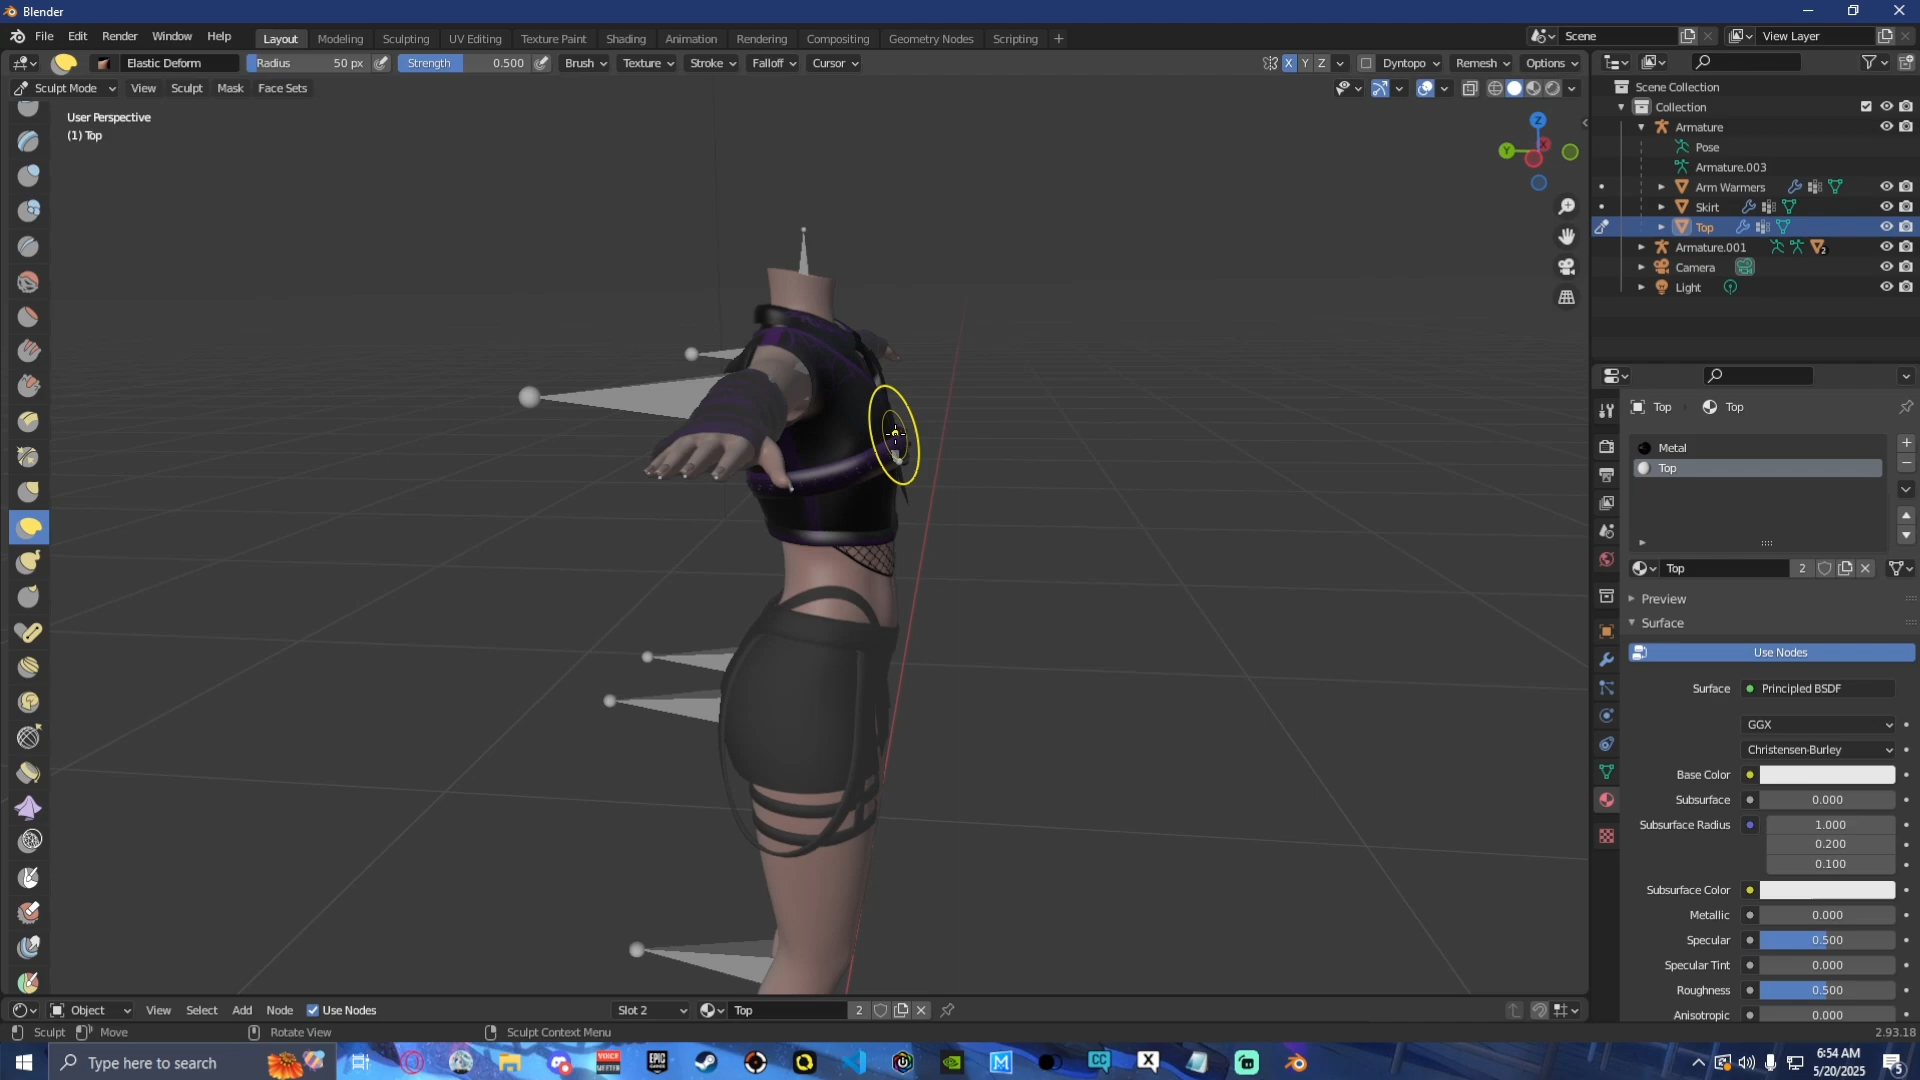 Blender
File Edit Render Window Help
Layout Modeling Sculpting UV Editing Texture Paint Shading Animation Rendering Compositing Geometry Nodes Scripting +
Scene
View Layer
Elastic Deform Radius 50 px Strength 0.500 Brush Texture Stroke Falloff Cursor
X Y Z Dyntopo Remesh Options
Sculpt Mode View Sculpt Mask Face Sets
User Perspective
(1) Top
Z
Y
X
Scene Collection
Collection
Armature
Pose
Armature.003
Arm Warmers
Skirt
Top
Armature.001 2
Camera
Light
Top Top
Metal
Top
Top 2
Preview
Surface
Use Nodes
Surface Principled BSDF
GGX
Christensen-Burley
Base Color
Subsurface 0.000
Subsurface Radius 1.000
0.200
0.100
Subsurface Color
Metallic 0.000
Specular 0.500
Specular Tint 0.000
Roughness 0.500
Anisotropic 0.000
Object View Select Add Node Use Nodes Slot 2 Top 2
Sculpt Move Rotate View Sculpt Context Menu 2.93.18
Type here to search
VOICE
EPIC
CC
X
6:54 AM
5/20/2025
5